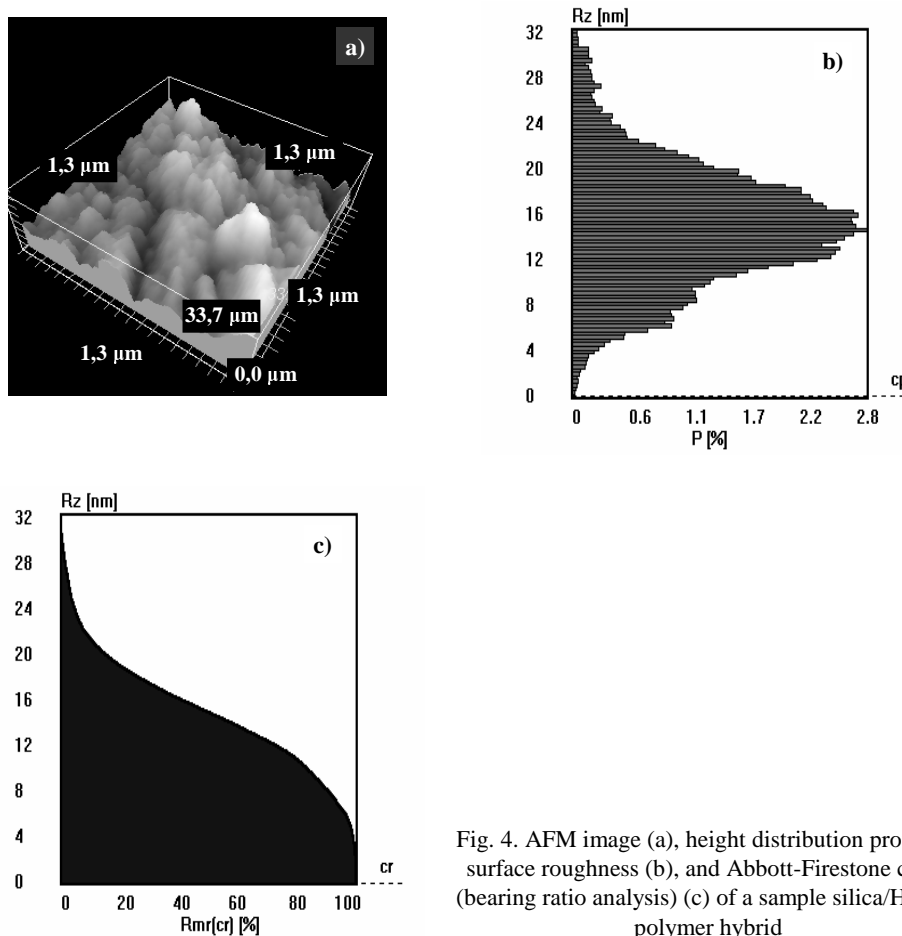 a)
1,3 µm
1,3 µm
33,7 µm
1,3 µm
1,3 µm
0,0 µm
Rz [nm]
b)
32
28
24
20
16
12
8
4
0
cp
0 0.6 1.1 1.7 2.2 2.8
P [%]
Rz [nm]
c)
32
28
24
20
16
12
8
4
0
cr
0 20 40 60 80 100
Rmr(cr) [%]
Fig. 4. AFM image (a), height distribution pro
surface roughness (b), and Abbott-Firestone c
(bearing ratio analysis) (c) of a sample silica/H
polymer hybrid